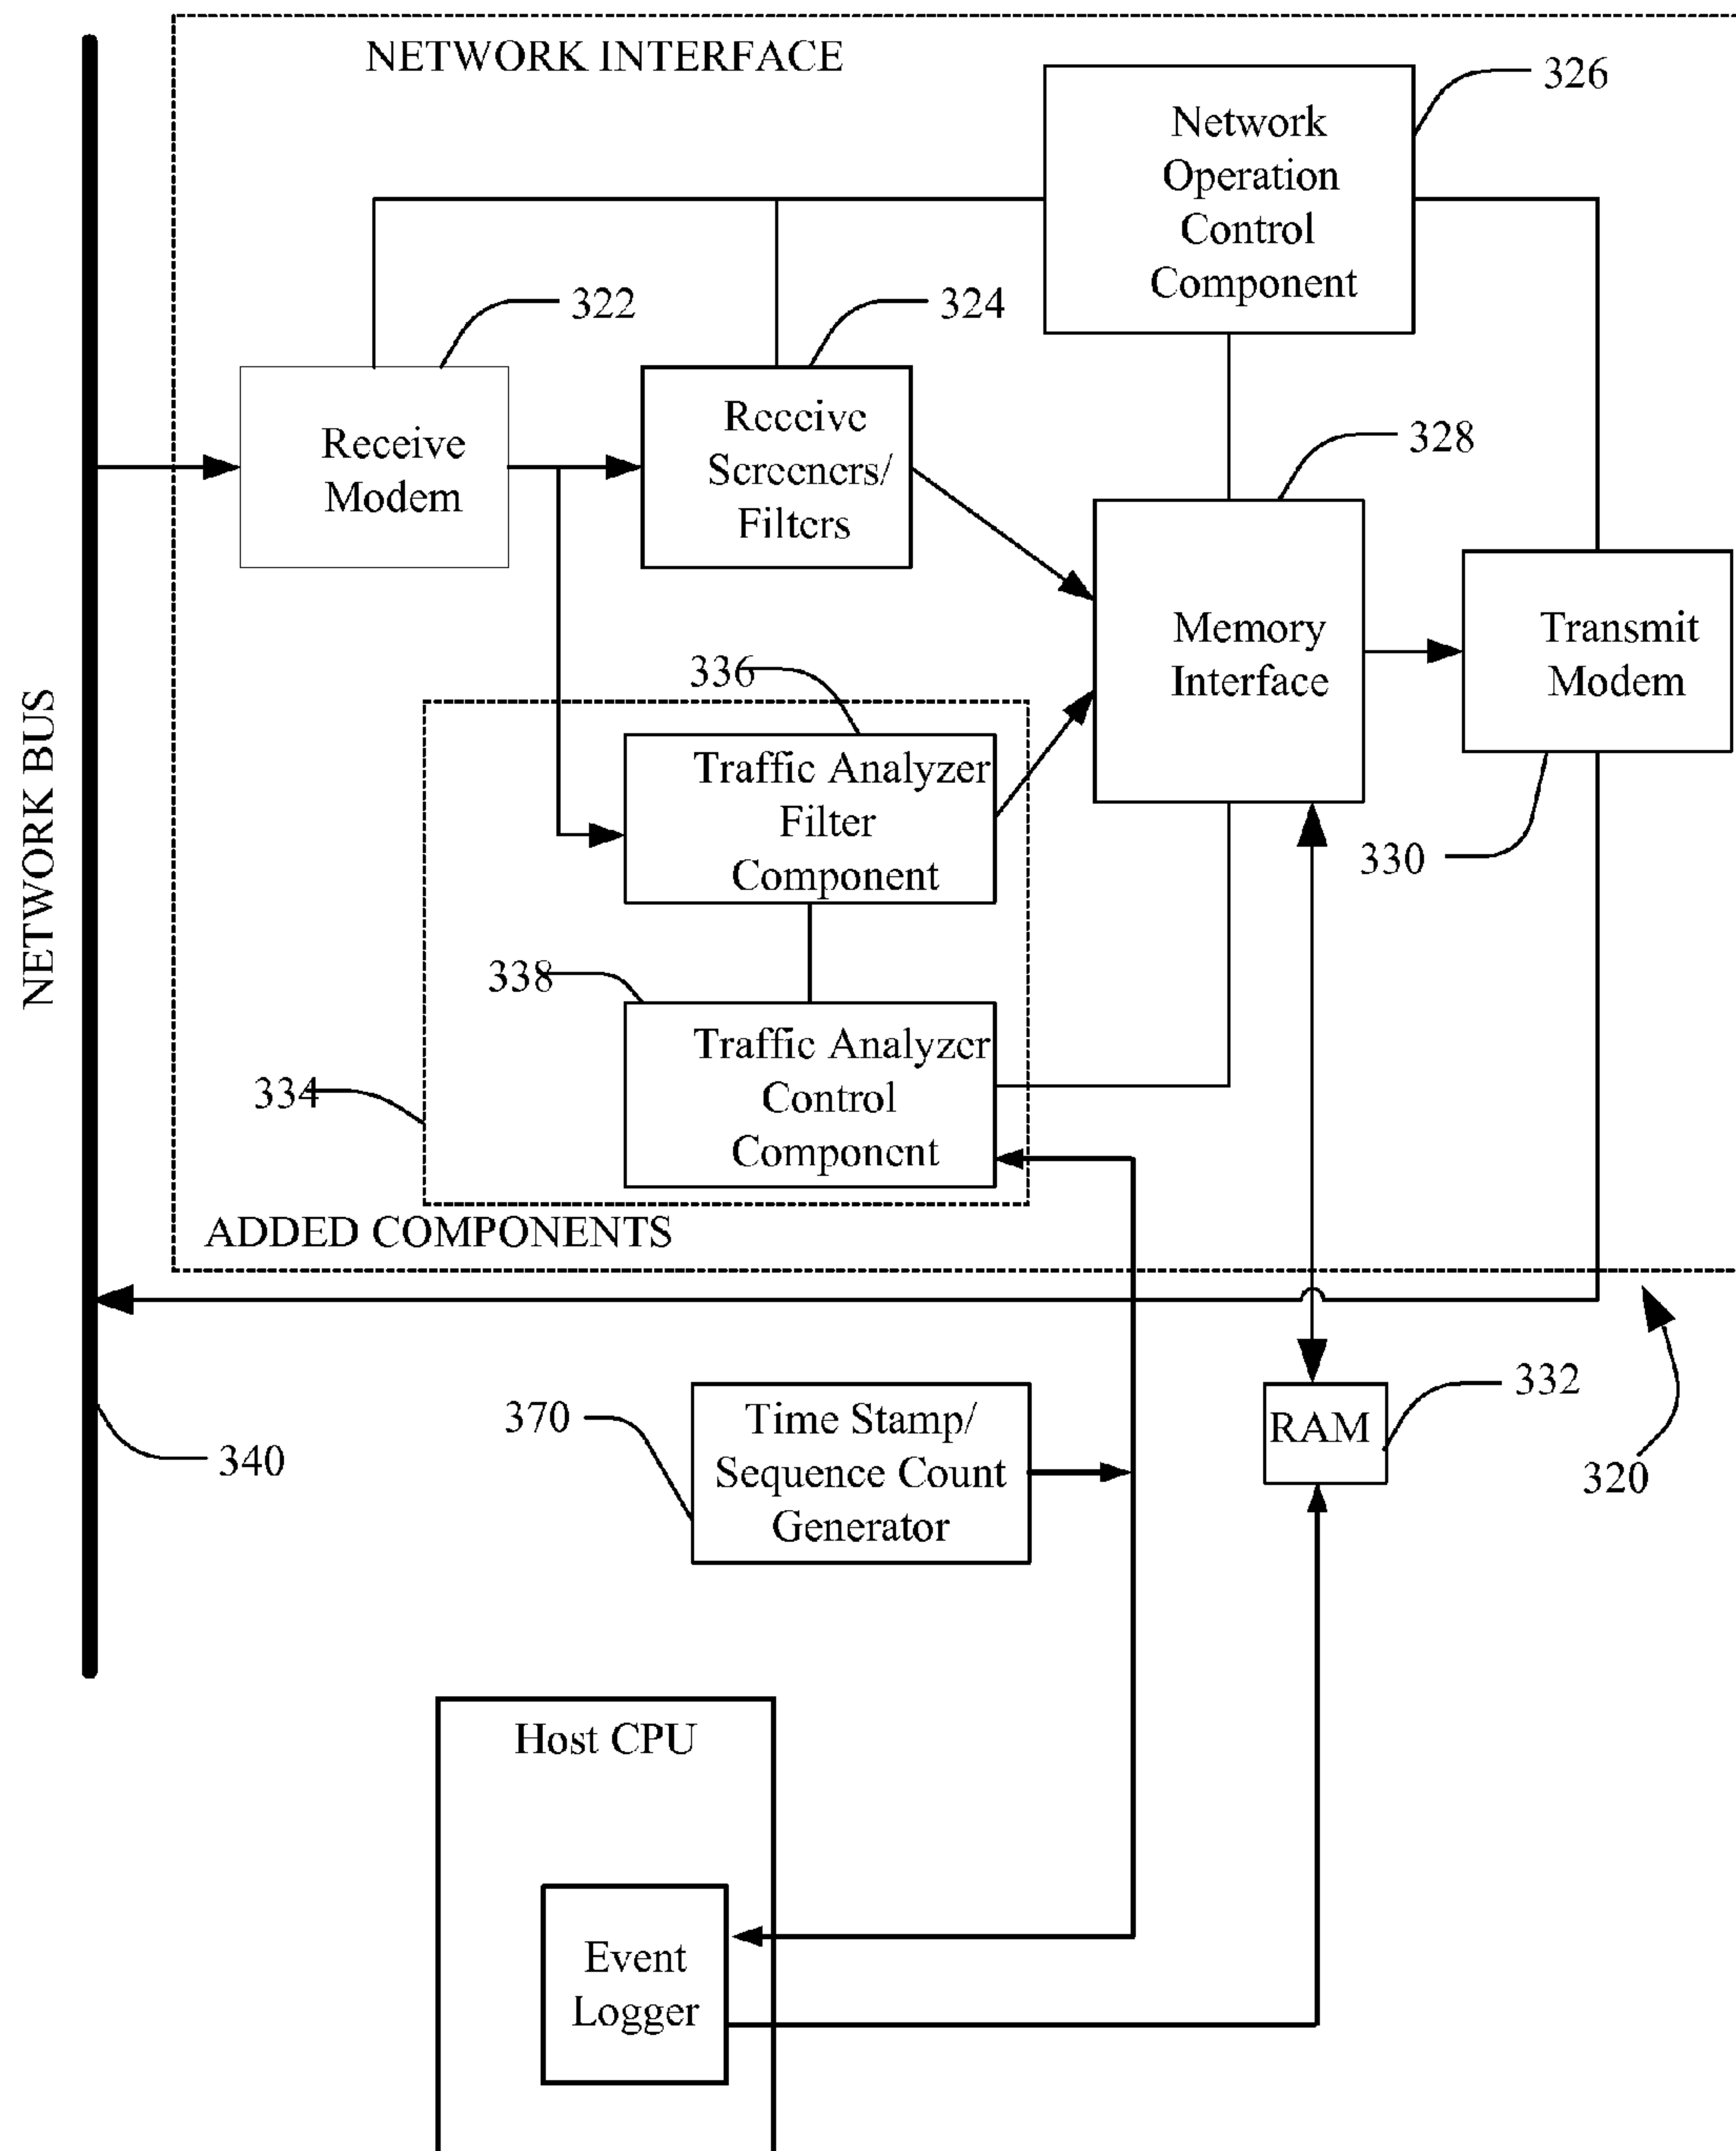 NETWORK INTERFACE
326
Network
Operation
Control
Component
322
324
Receive
Modem
Receive
Screeners/
Filters
328
Memory
Interface
Transmit
Modem
330
336
Traffic Analyzer
Filter
Component
338
Traffic Analyzer
Control
Component
334
ADDED COMPONENTS
NETWORK BUS
340
370
Time Stamp/
Sequence Count
Generator
RAM
332
320
Host CPU
Event
Logger